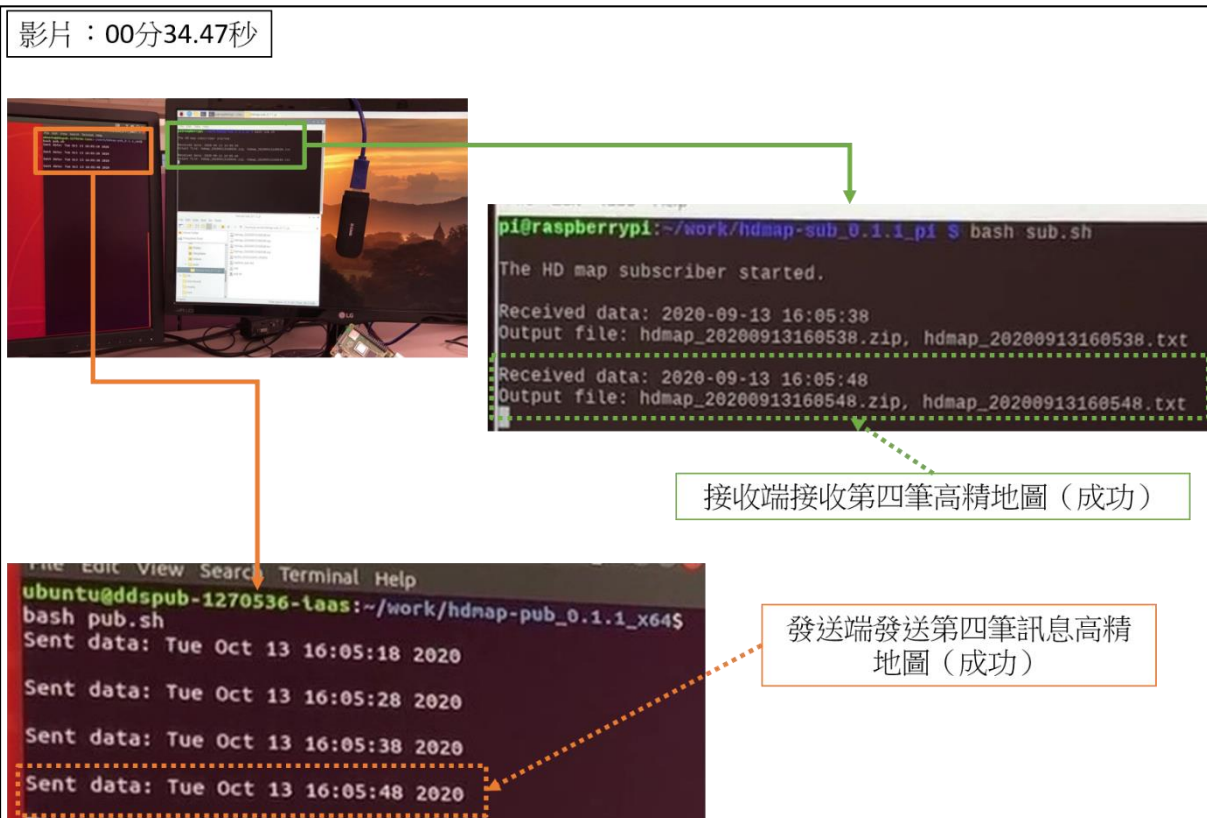 影片：00分34.47秒
pi@raspberrypi:~/work/hdmap-sub_0.1.1_pi $ bash sub.sh
The HD map subscriber started.
Received data: 2020-09-13 16:05:38
Output file: hdmap_20200913160538.zip, hdmap_20200913160538.txt
Received data: 2020-09-13 16:05:48
Output file: hdmap_20200913160548.zip, hdmap_20200913160548.txt
接收端接收第四筆高精地圖（成功）
File Edit View Search Terminal Help
ubuntu@ddspub-1270536-iaas:~/work/hdmap-pub_0.1.1_x64$
bash pub.sh
Sent data: Tue Oct 13 16:05:18 2020
Sent data: Tue Oct 13 16:05:28 2020
Sent data: Tue Oct 13 16:05:38 2020
Sent data: Tue Oct 13 16:05:48 2020
發送端發送第四筆訊息高精
地圖（成功）